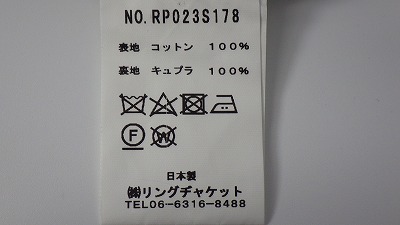 NO.RP023S178
表地 コットン 100%
裏地 キュプラ 100%
F W
日本製
㈱リングヂャケット
TEL06-6316-8488